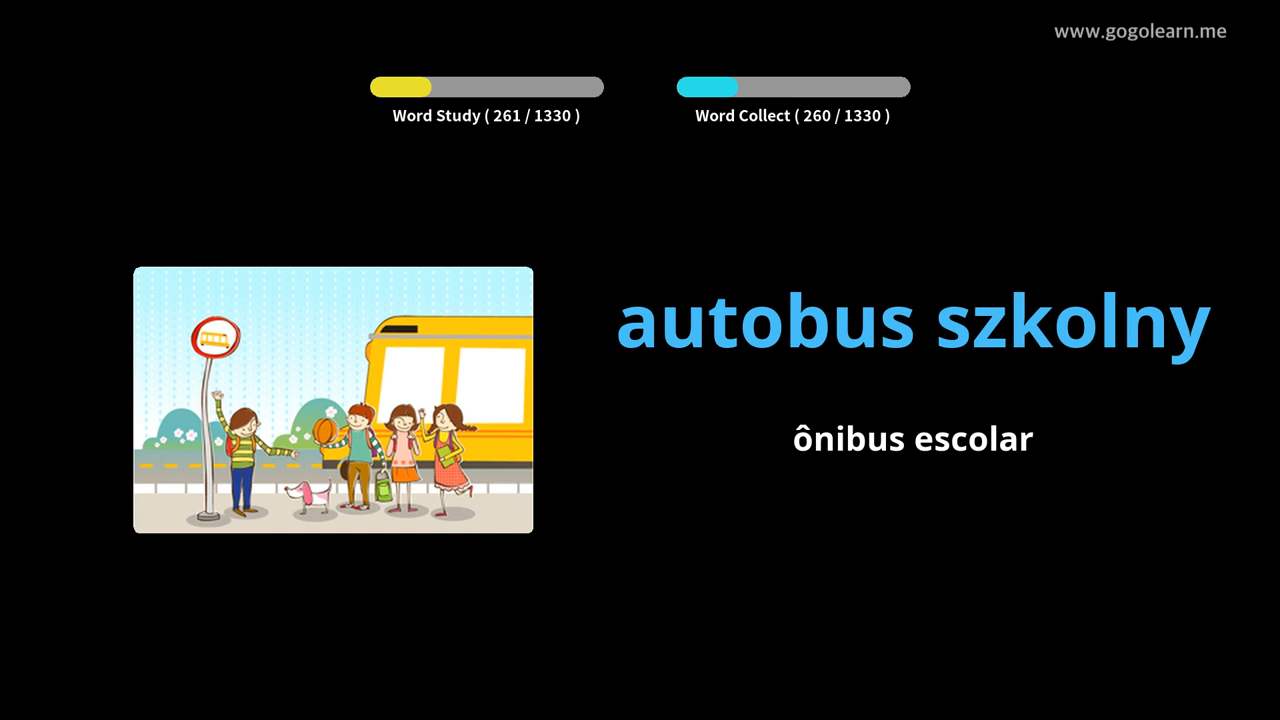 www.gogolearn.me
Word Study ( 261 / 1330 )
Word Collect ( 260 / 1330 )
autobus szkolny
ônibus escolar